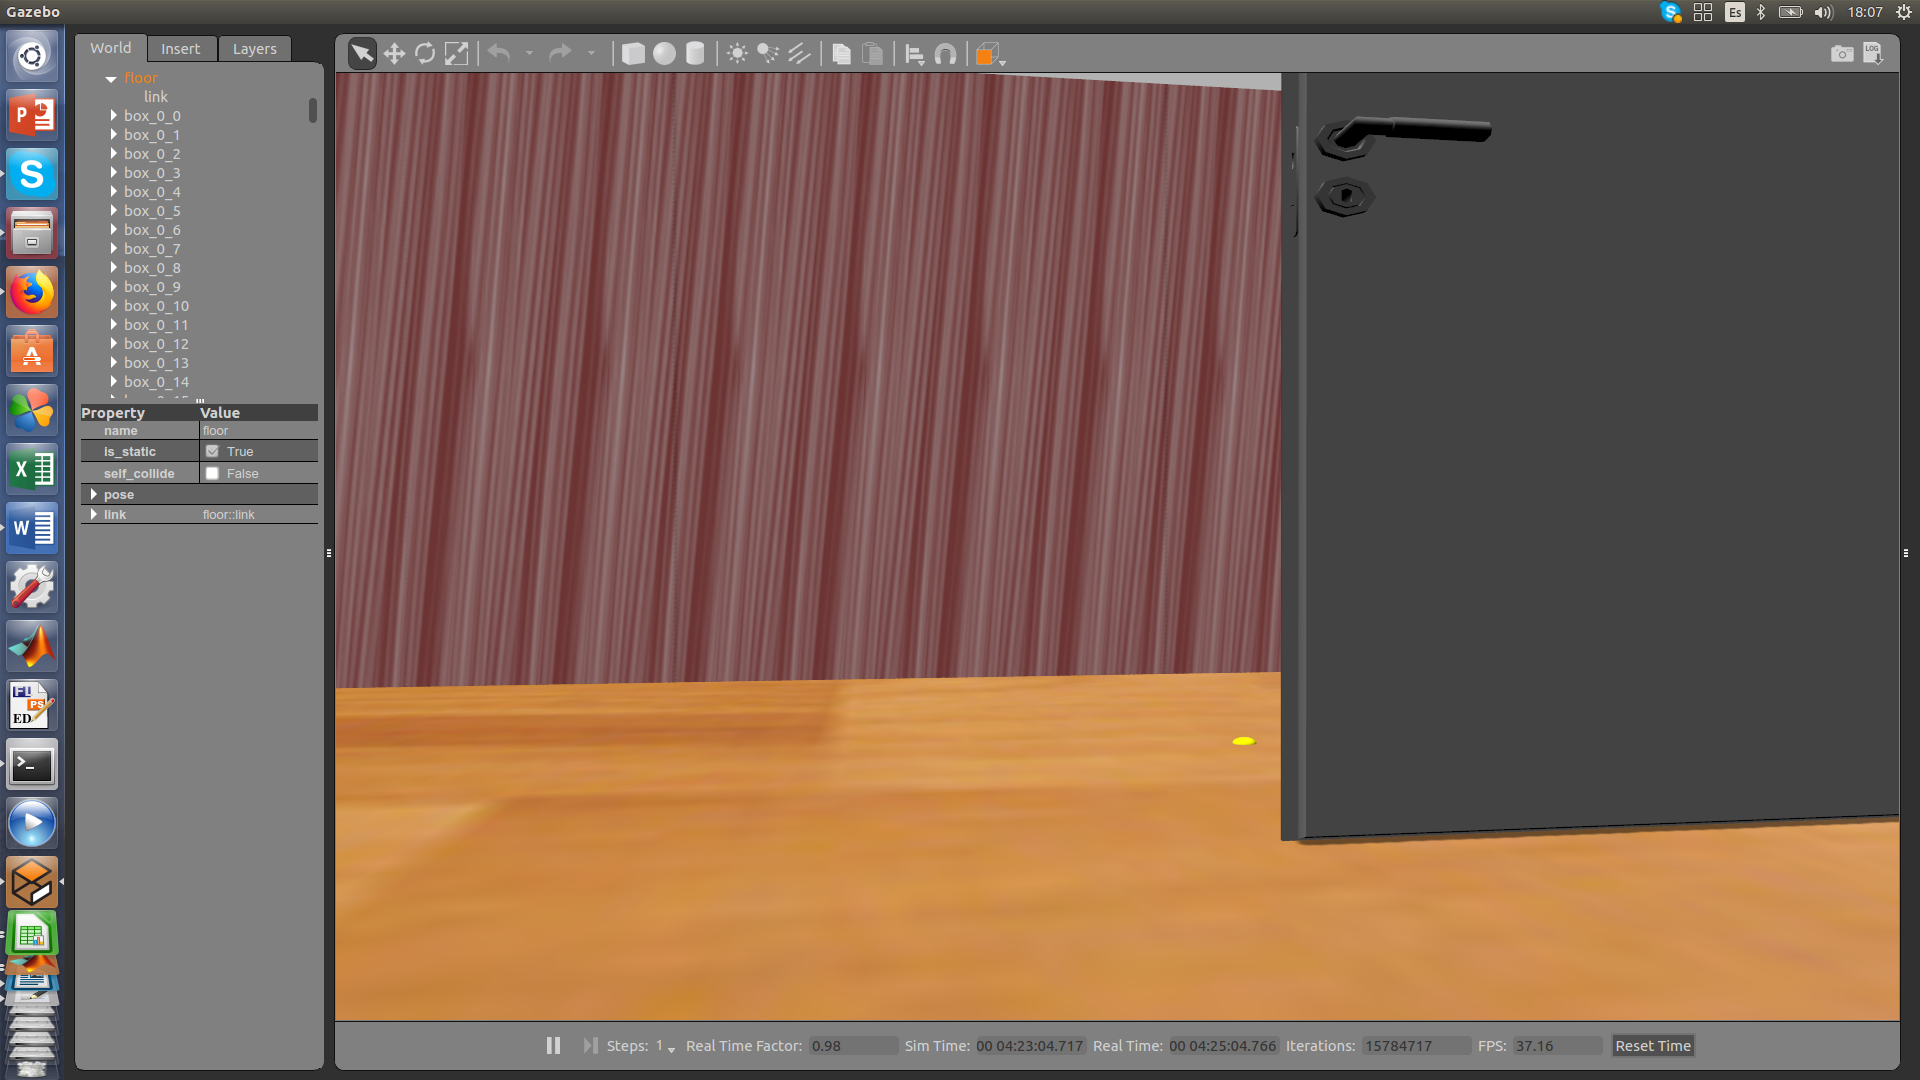 Gazebo
Es
18:07
World
Insert
Layers
LOG
floor
link
box_0_0
box_0_1
box_0_2
box_0_3
box_0_4
box_0_5
box_0_6
box_0_7
box_0_8
box_0_9
box_0_10
box_0_11
box_0_12
box_0_13
box_0_14
Property Value
name floor
is_static True
self_collide False
pose
link floor::link
Steps: 1 Real Time Factor: 0.98 Sim Time: 00 04:23:04.717 Real Time: 00 04:25:04.766 Iterations: 15784717 FPS: 37.16 Reset Time